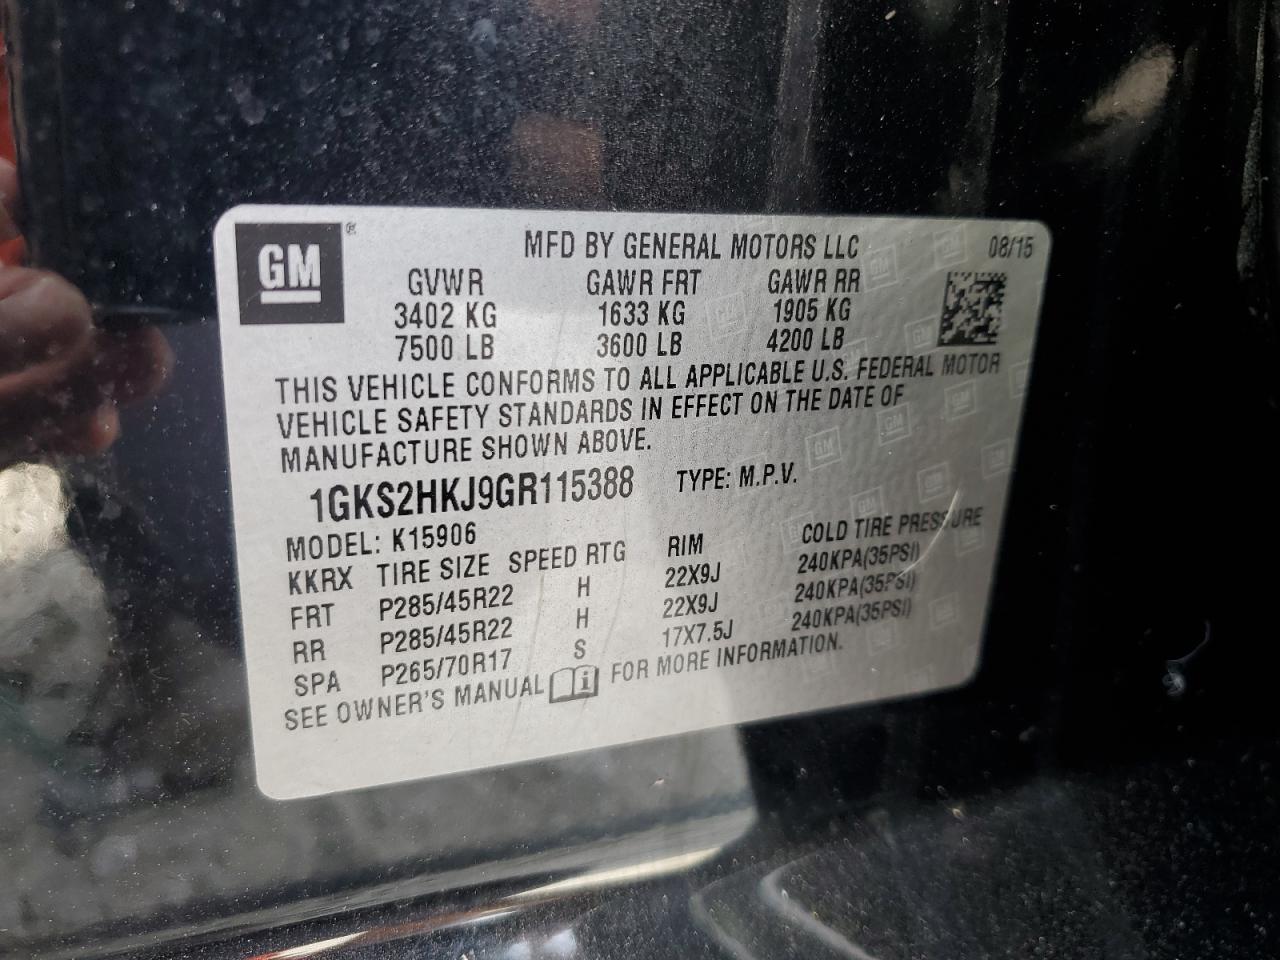 GM®
MFD BY GENERAL MOTORS LLC 08/15
GVWR GAWR FRT GAWR RR
3402 KG 1633 KG 1905 KG
7500 LB 3600 LB 4200 LB
THIS VEHICLE CONFORMS TO ALL APPLICABLE U.S. FEDERAL MOTOR
VEHICLE SAFETY STANDARDS IN EFFECT ON THE DATE OF
MANUFACTURE SHOWN ABOVE.
1GKS2HKJ9GR115388 TYPE: M.P.V.
MODEL: K15906
KKRX TIRE SIZE SPEED RTG RIM COLD TIRE PRESSURE
FRT P285/45R22 H 22X9J 240KPA(35PSI)
RR P285/45R22 H 22X9J 240KPA(35PSI)
SPA P265/70R17 S 17X7.5J 240KPA(35PSI)
SEE OWNER'S MANUAL i FOR MORE INFORMATION.